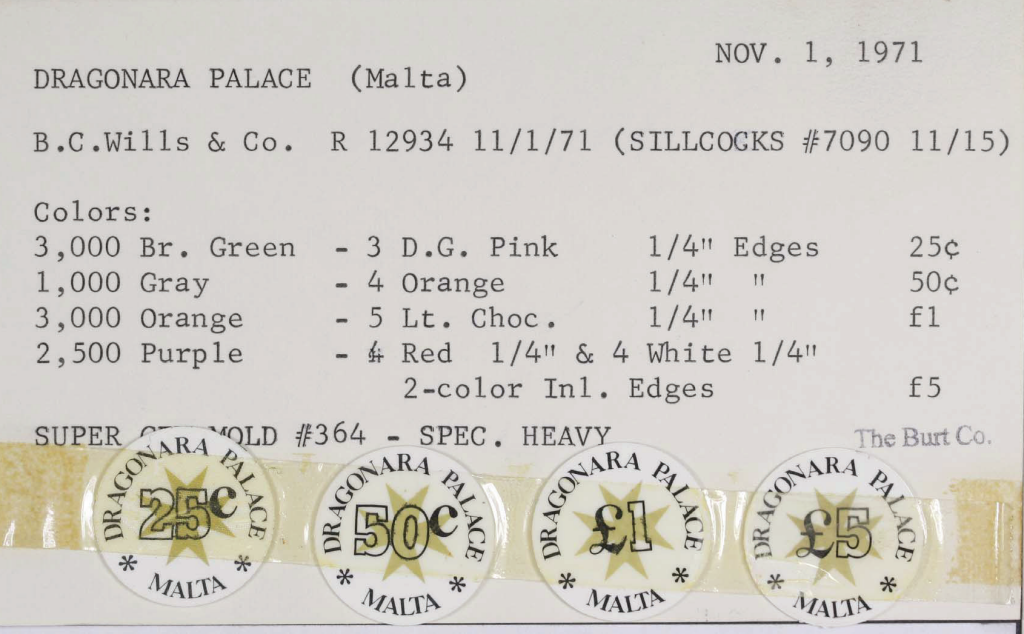 NOV. 1, 1971
DRAGONARA PALACE (Malta)
B.C.Wills & Co. R 12934 11/1/71 (SILLCOCKS #7090 11/15)
Colors:
3,000 Br. Green - 3 D.G. Pink 1/4" Edges 25¢
1,000 Gray - 4 Orange 1/4" " 50¢
3,000 Orange - 5 Lt. Choc. 1/4" " f1
2,500 Purple - 4 Red 1/4" & 4 White 1/4"
2-color Inl. Edges f5
SUPER MOLD #364 - SPEC. HEAVY
The Burt Co.
DRAGONARA PALACE
25c
* MALTA *
DRAGONARA PALACE
50c
* MALTA *
DRAGONARA PALACE
£1
* MALTA *
DRAGONARA PALACE
£5
* MALTA *